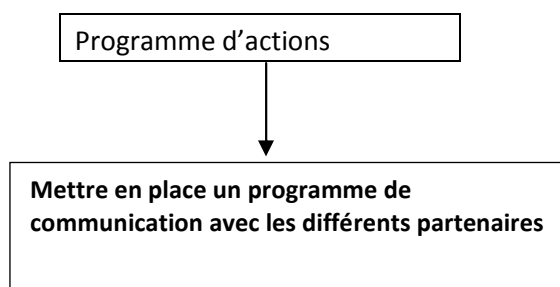 Programme d’actions
Mettre en place un programme de
communication avec les différents partenaires